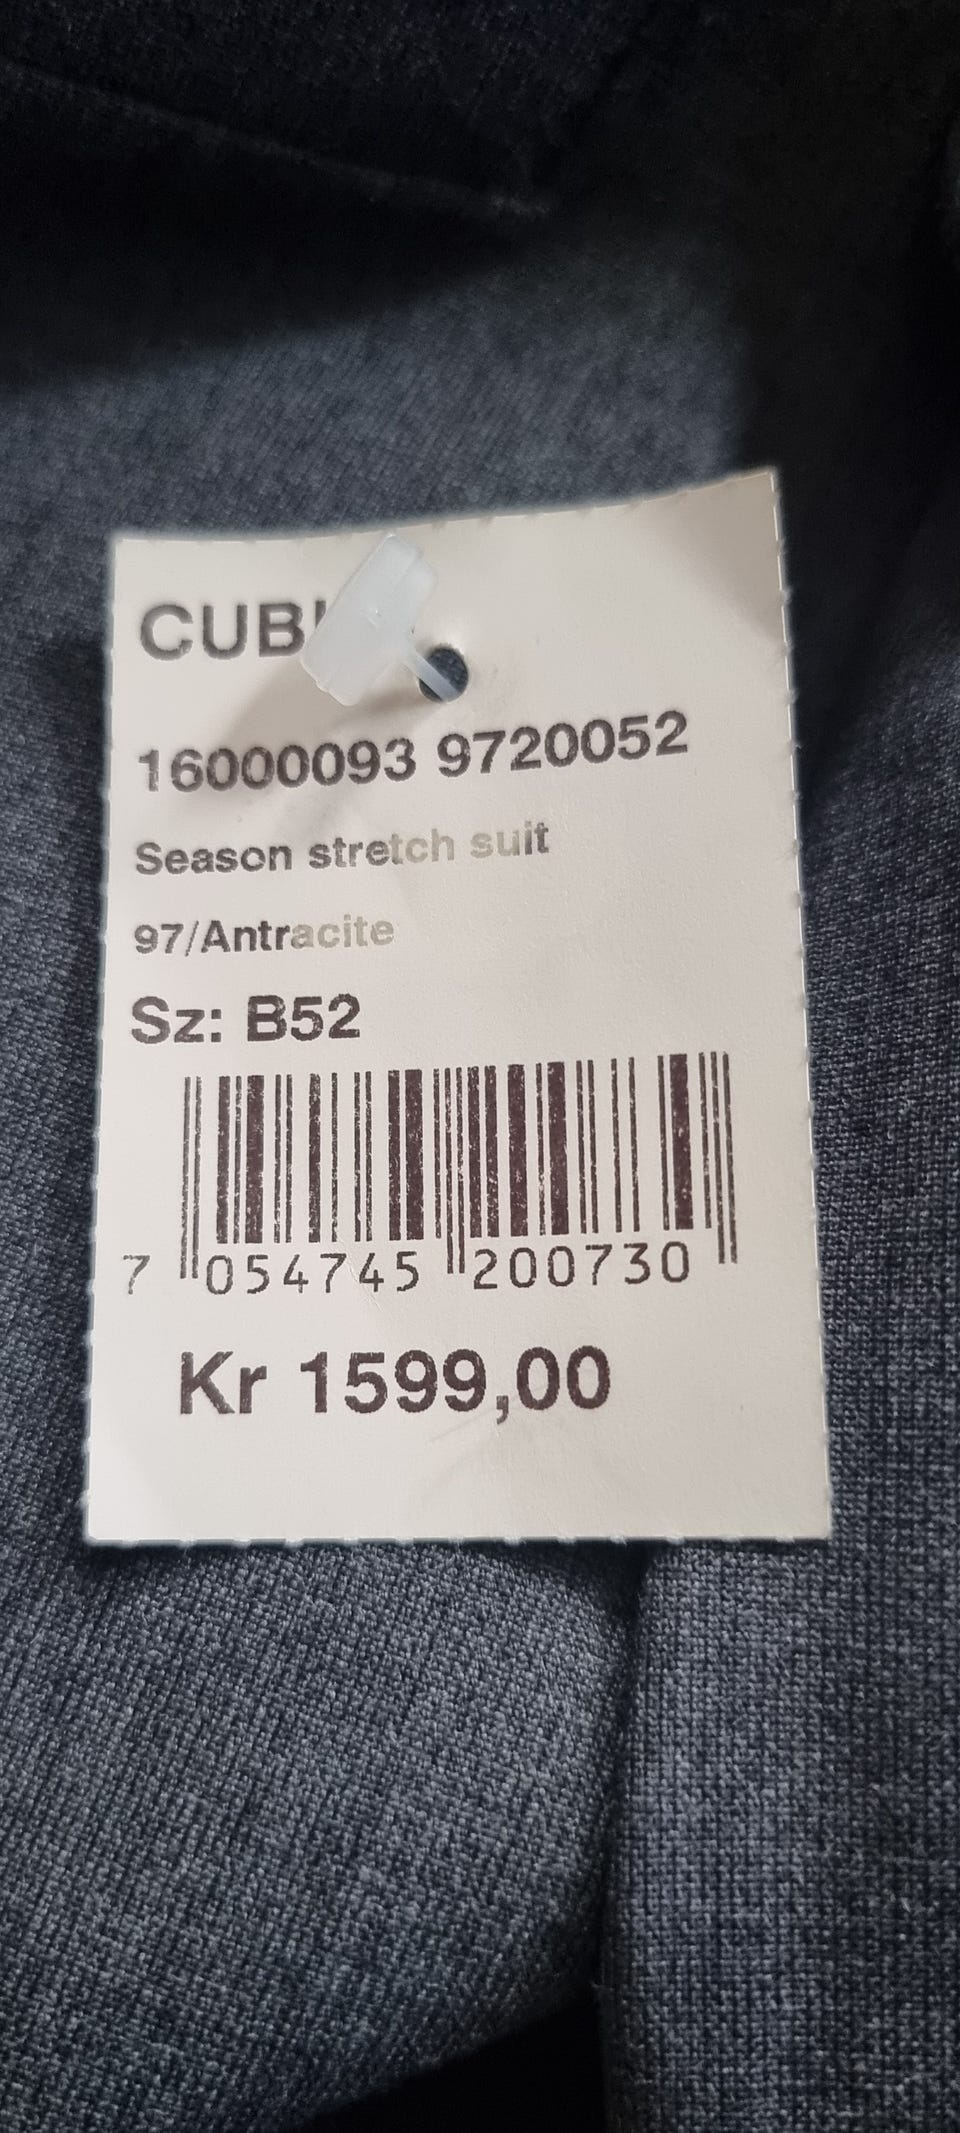 16000093 9720052
Season stretch suit
97/Antracite
Sz: B52
7 054745 200730
Kr 1599,00